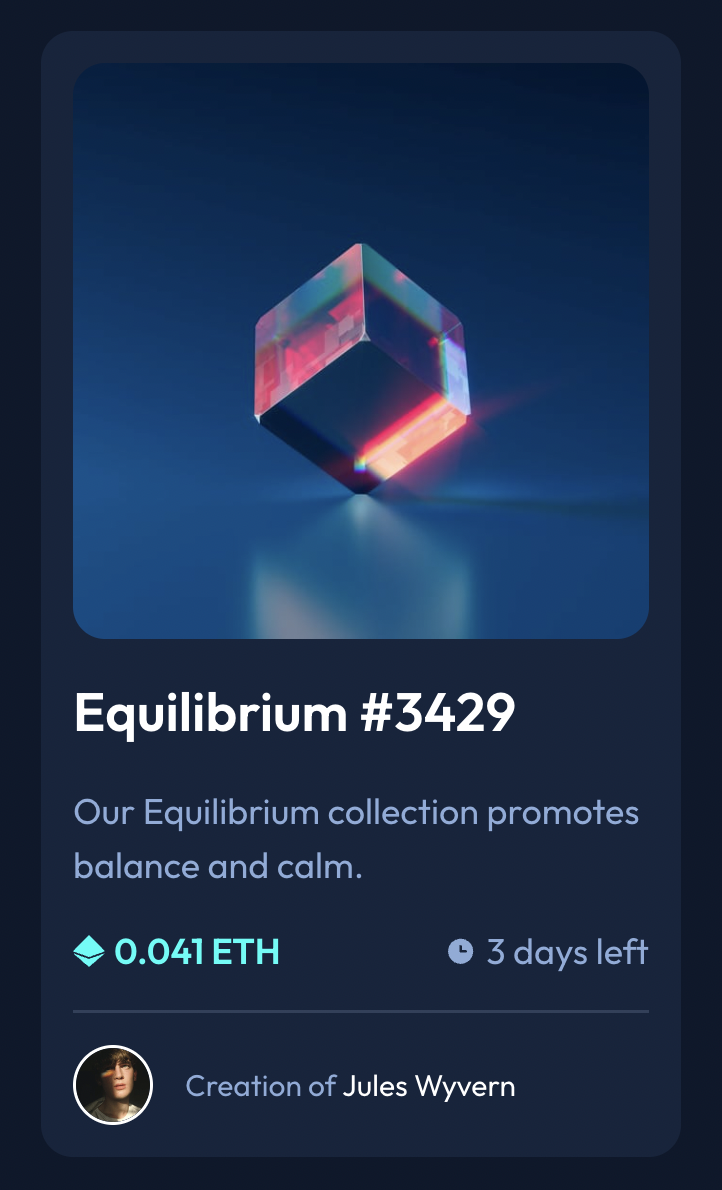 Equilibrium #3429
Our Equilibrium collection promotes
balance and calm.
0.041 ETH
3 days left
Creation of Jules Wyvern